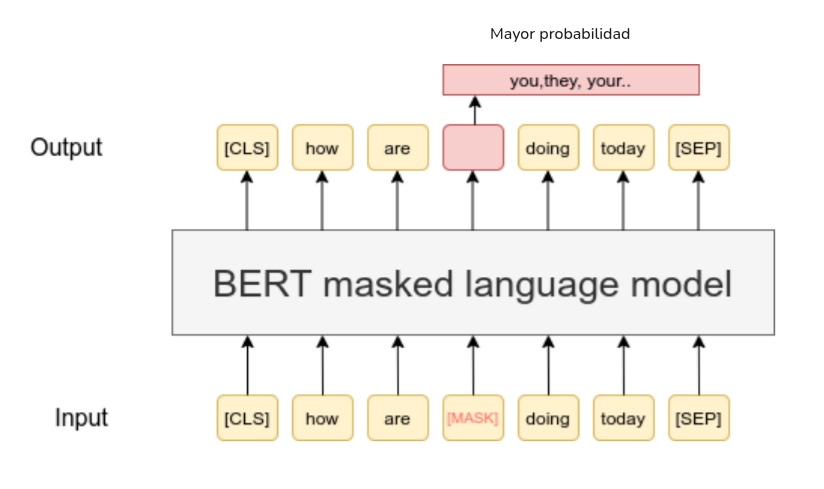 Mayor probabilidad
you,they, your..
Output
[CLS] how are doing today [SEP]
BERT masked language model
Input
[CLS] how are [MASK] doing today [SEP]